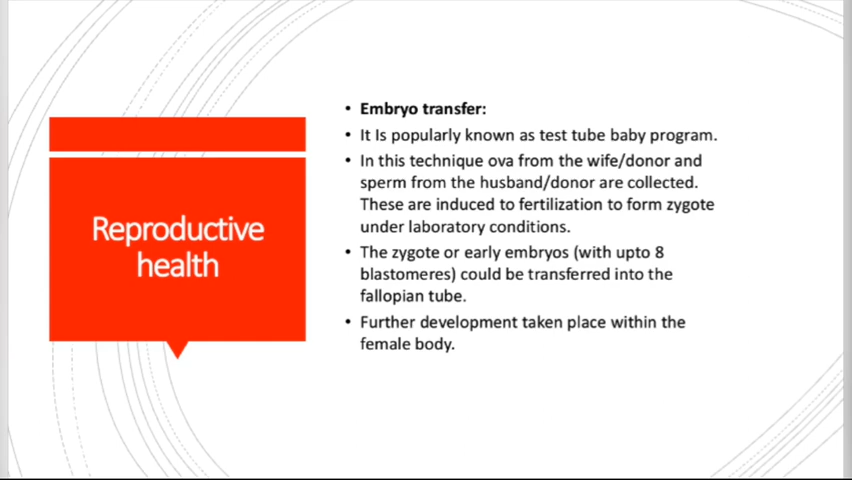 Reproductive
health
• Embryo transfer:
• It Is popularly known as test tube baby program.
• In this technique ova from the wife/donor and
sperm from the husband/donor are collected.
These are induced to fertilization to form zygote
under laboratory conditions.
• The zygote or early embryos (with upto 8
blastomeres) could be transferred into the
fallopian tube.
• Further development taken place within the
female body.